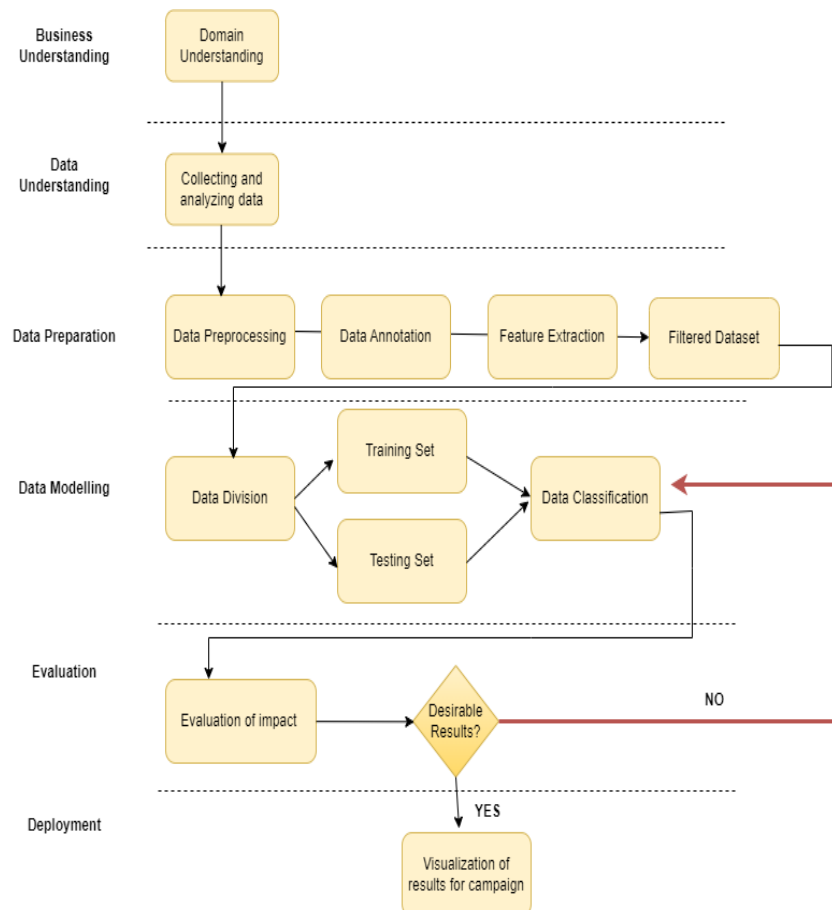 Business
Understanding
Domain
Understanding
Data
Understanding
Collecting and
analyzing data
Data Preparation
Data Preprocessing
Data Annotation
Feature Extraction
Filtered Dataset
Data Modelling
Data Division
Training Set
Testing Set
Data Classification
Evaluation
Evaluation of impact
Desirable
Results?
NO
YES
Deployment
Visualization of
results for campaign